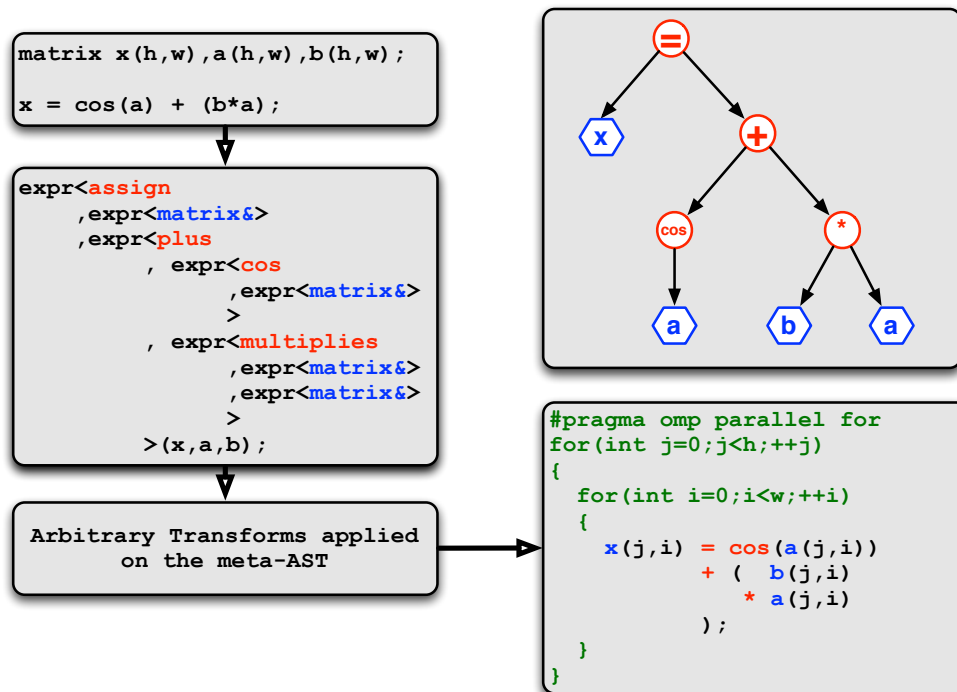 matrix x(h,w),a(h,w),b(h,w);
x = cos(a) + (b*a);
expr<assign
,expr<matrix&>
,expr<plus
, expr<cos
,expr<matrix&>
>
, expr<multiplies
,expr<matrix&>
,expr<matrix&>
>
>(x,a,b);
Arbitrary Transforms applied
on the meta-AST
=
x
+
cos
*
a
b
a
#pragma omp parallel for
for(int j=0;j<h;++j)
{
for(int i=0;i<w;++i)
{
x(j,i) = cos(a(j,i))
+ ( b(j,i)
* a(j,i)
);
}
}